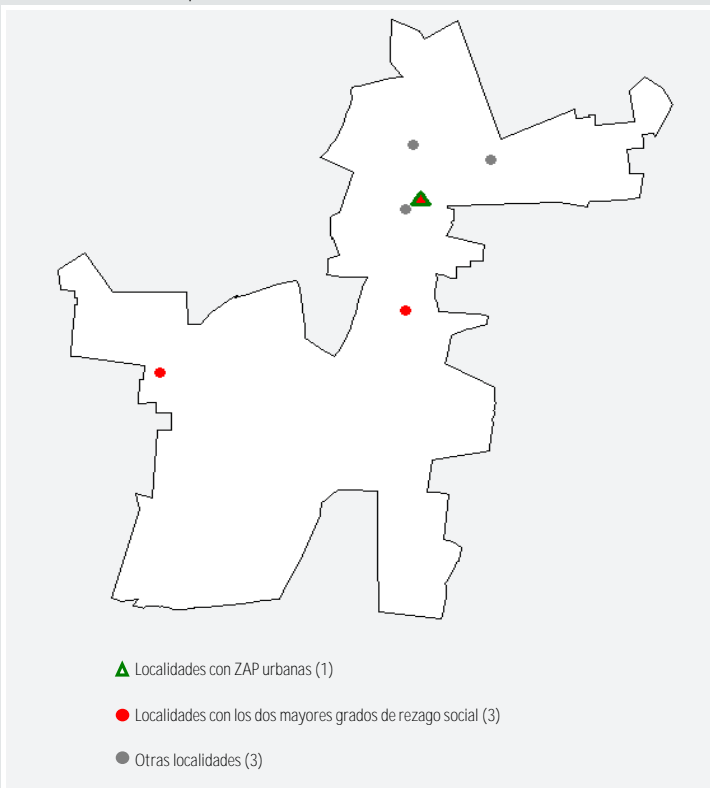 Localidades con ZAP urbanas (1)
Localidades con los dos mayores grados de rezago social (3)
Otras localidades (3)